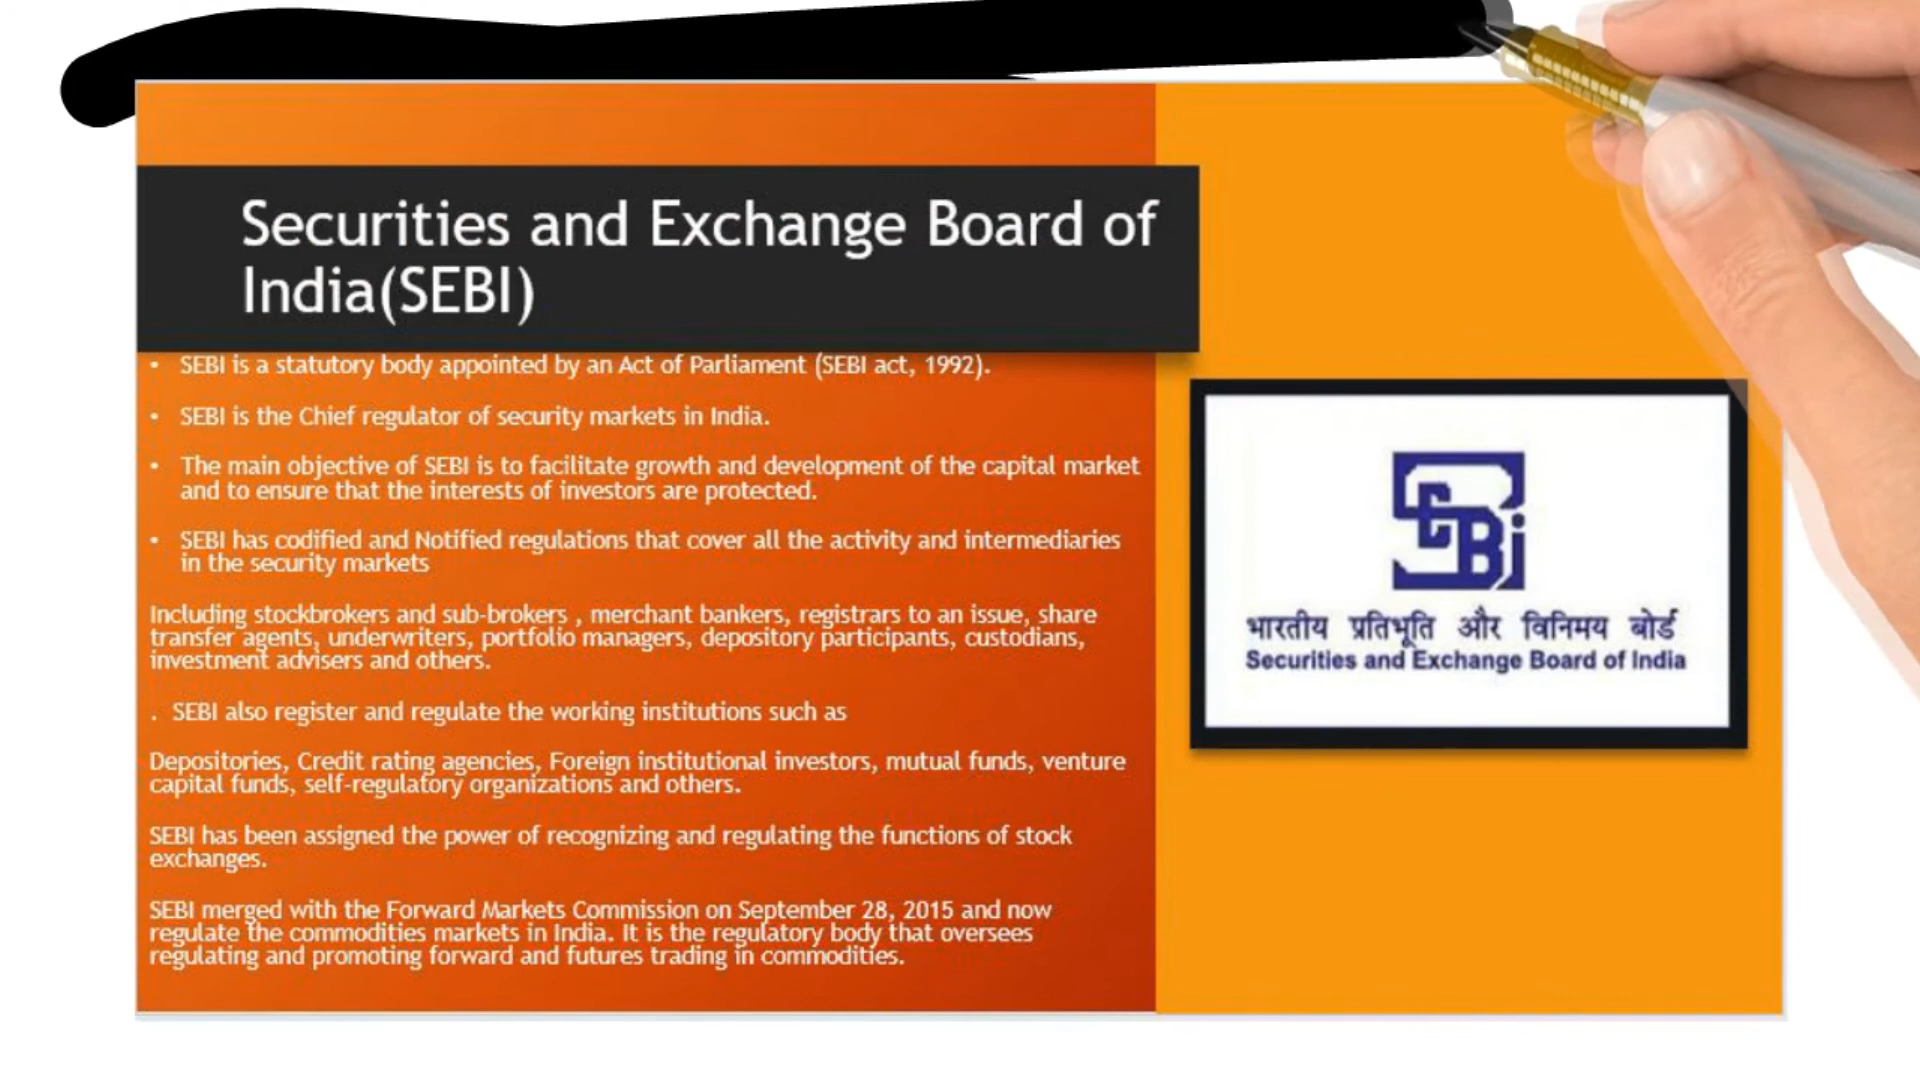 Securities and Exchange Board of
India(SEBI)
• SEBI is a statutory body appointed by an Act of Parliament (SEBI act, 1992).
• SEBI is the Chief regulator of security markets in India.
• The main objective of SEBI is to facilitate growth and development of the capital market
and to ensure that the interests of investors are protected.
• SEBI has codified and Notified regulations that cover all the activity and intermediaries
in the security markets
Including stockbrokers and sub-brokers , merchant bankers, registrars to an issue, share
transfer agents, underwriters, portfolio managers, depository participants, custodians,
investment advisers and others.
. SEBI also register and regulate the working institutions such as
Depositories, Credit rating agencies, Foreign institutional investors, mutual funds, venture
capital funds, self-regulatory organizations and others.
SEBI has been assigned the power of recognizing and regulating the functions of stock
exchanges.
SEBI merged with the Forward Markets Commission on September 28, 2015 and now
regulate the commodities markets in India. It is the regulatory body that oversees
regulating and promoting forward and futures trading in commodities.
SEBI
भारतीय प्रतिभूति और विनिमय बोर्ड
Securities and Exchange Board of India